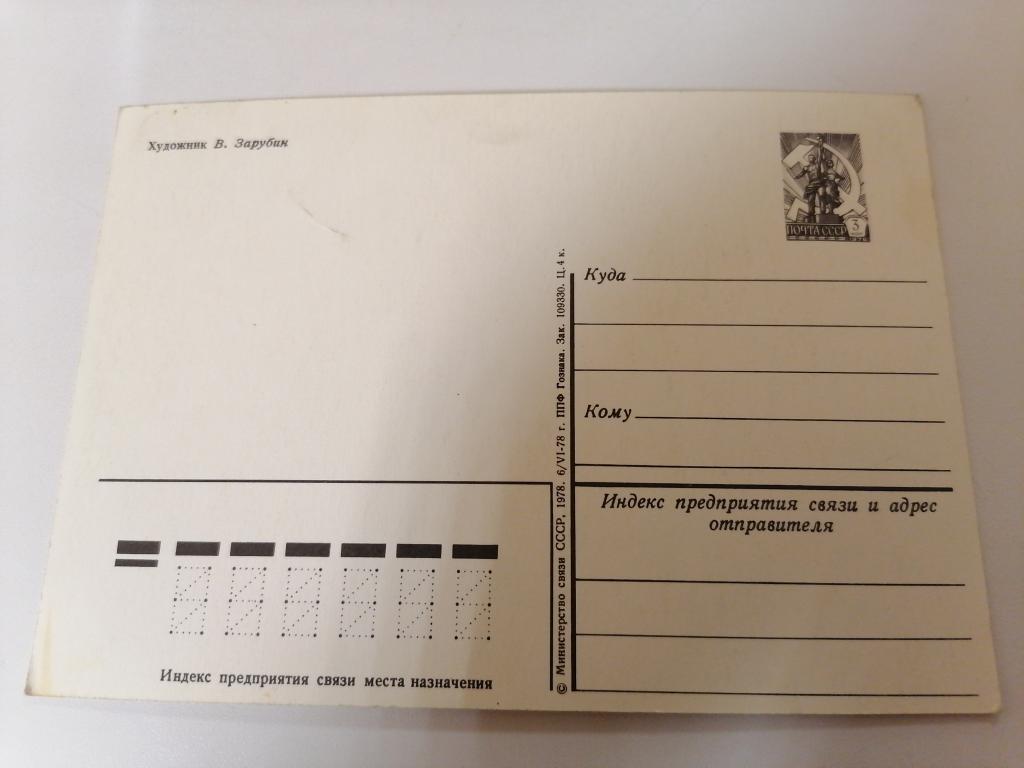 Художник В. Зарубин
ПОЧТА СССР
3
1976
Куда
Кому
© Министерство связи СССР, 1978. 6/VI-78 г. ППФ Гознака. Зак. 109330. Ц. 4 к.
Индекс предприятия связи и адрес
отправителя
Индекс предприятия связи места назначения